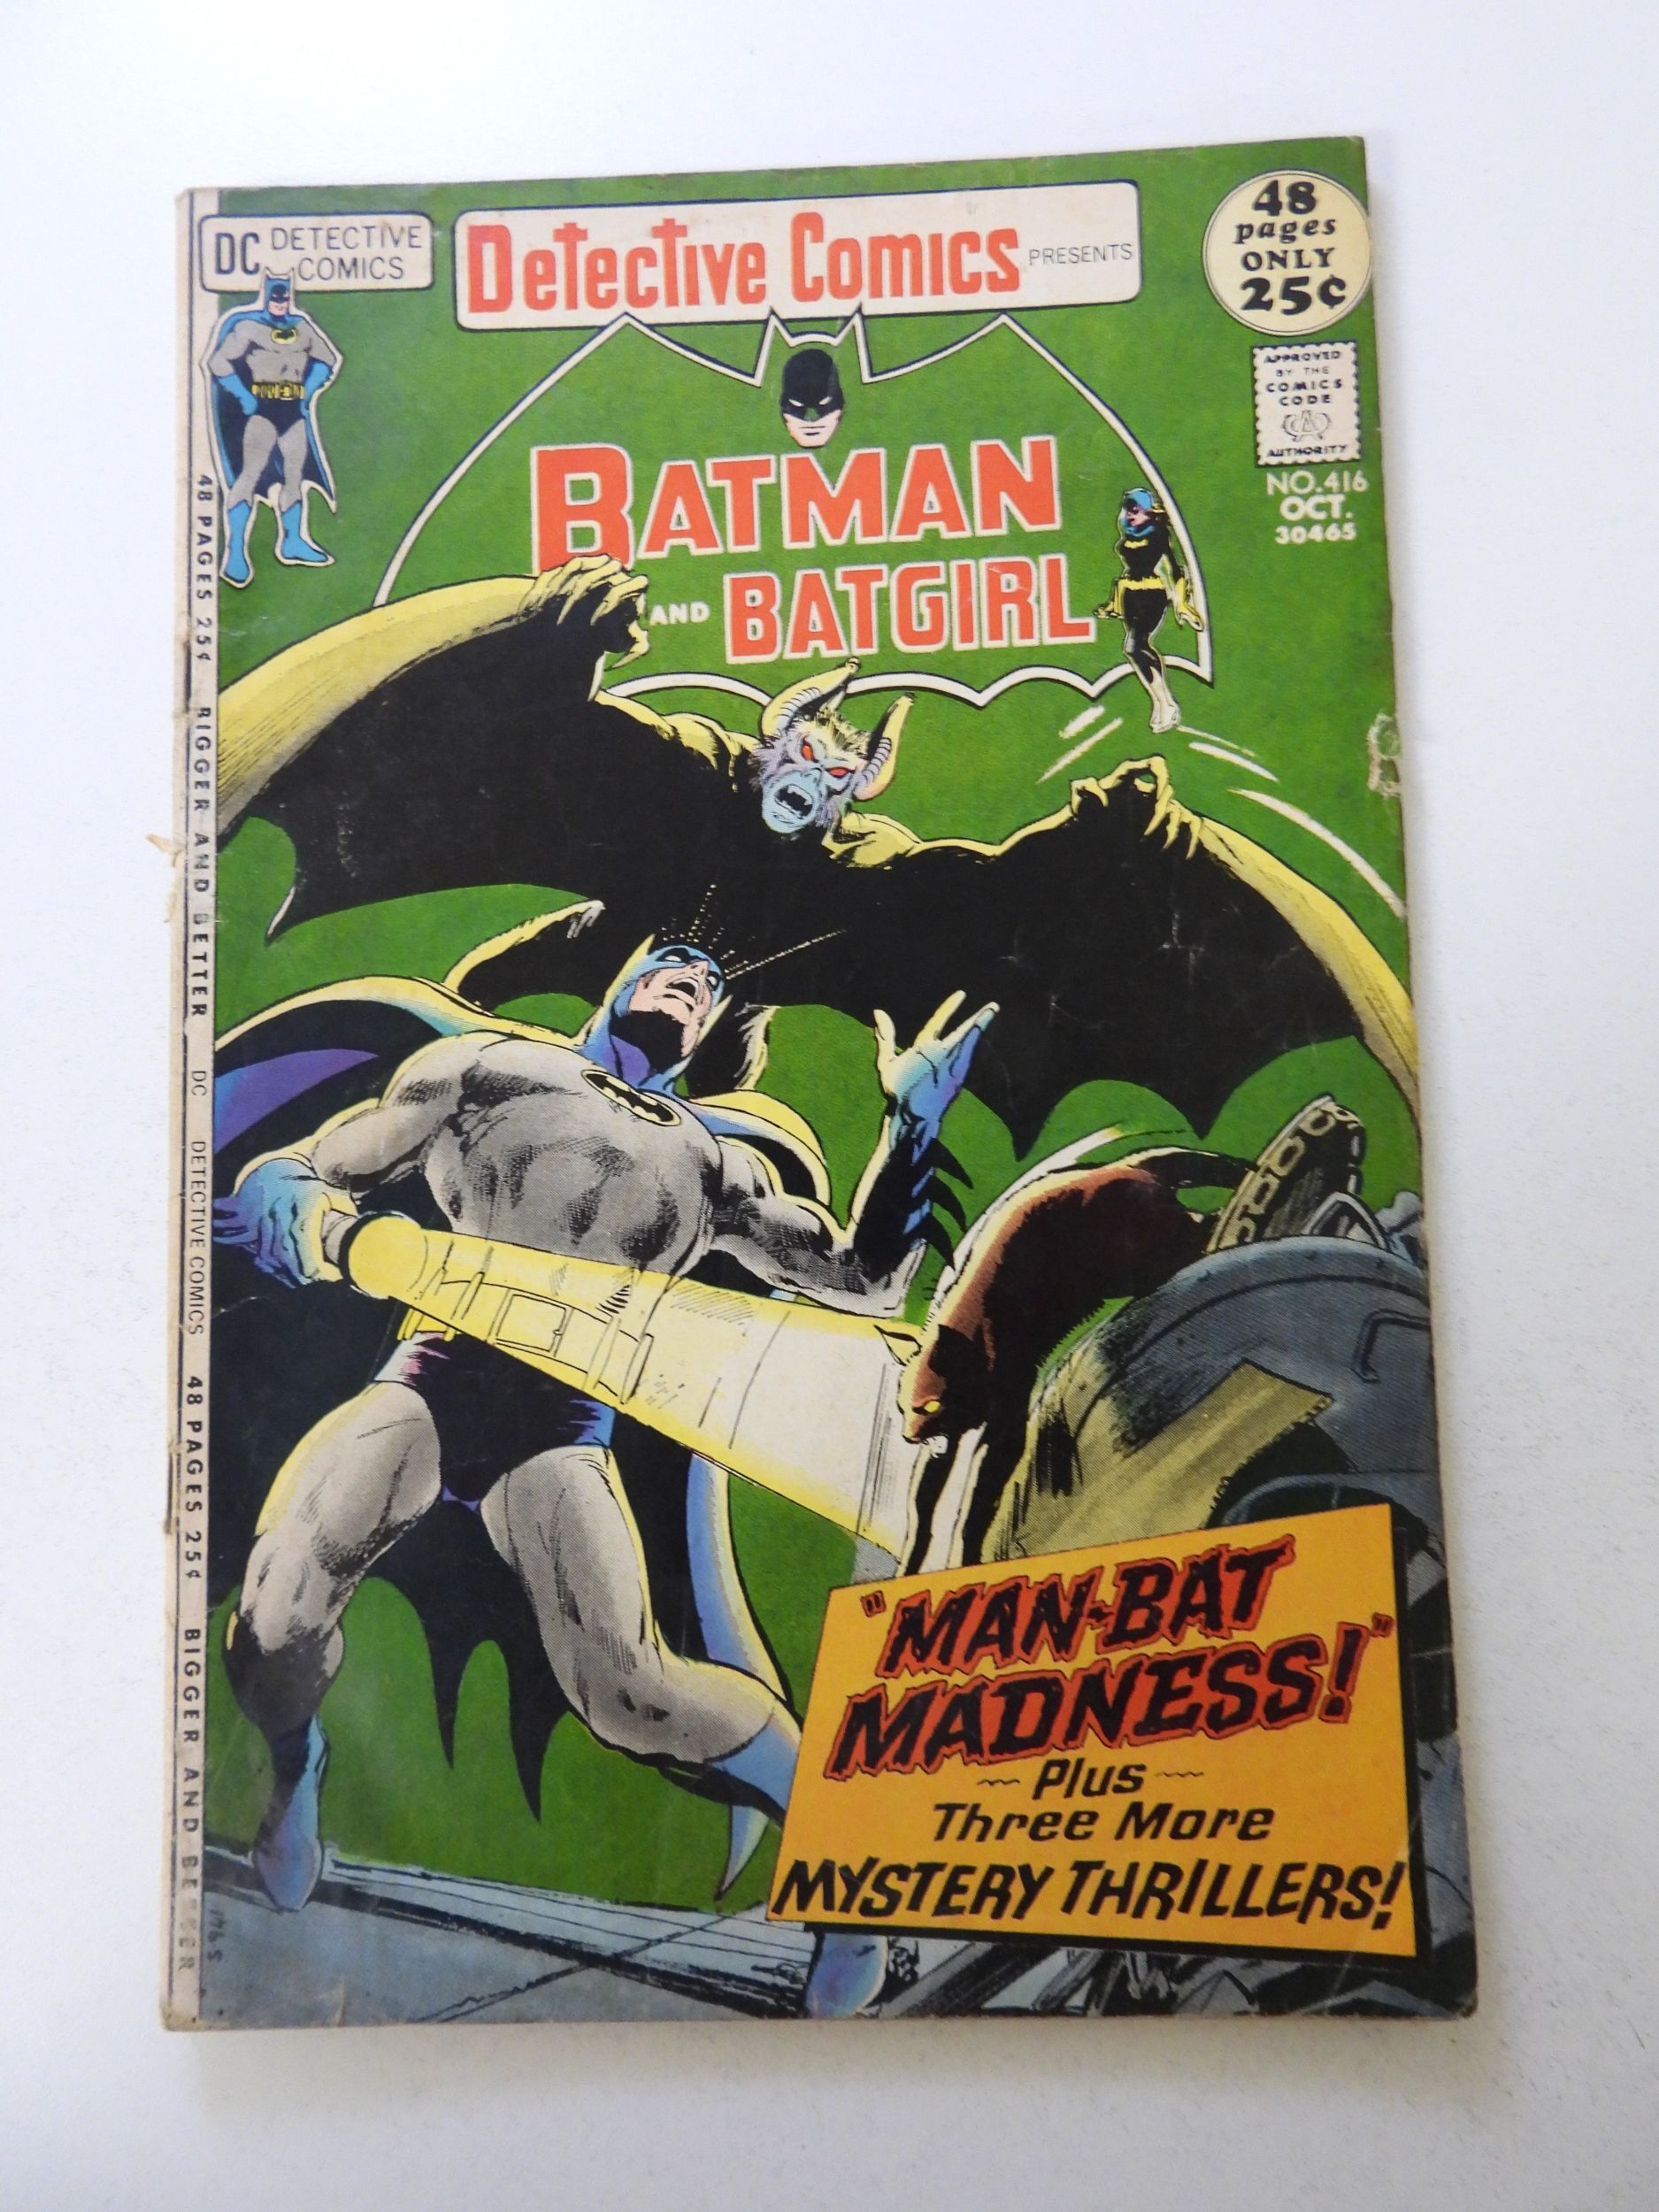 DC DETECTIVE
COMICS
Detective Comics PRESENTS
48
pages
ONLY
25¢
APPROVED
BY THE
COMICS
CODE
CA
AUTHORITY
NO.416
OCT.
30465
BATMAN
AND BATGIRL
48 PAGES 25¢ BIGGER AND BETTER DC DETECTIVE COMICS 48 PAGES 25¢ BIGGER AND BETTER
"MAN-BAT
MADNESS!"
~ Plus ~
Three More
MYSTERY THRILLERS!